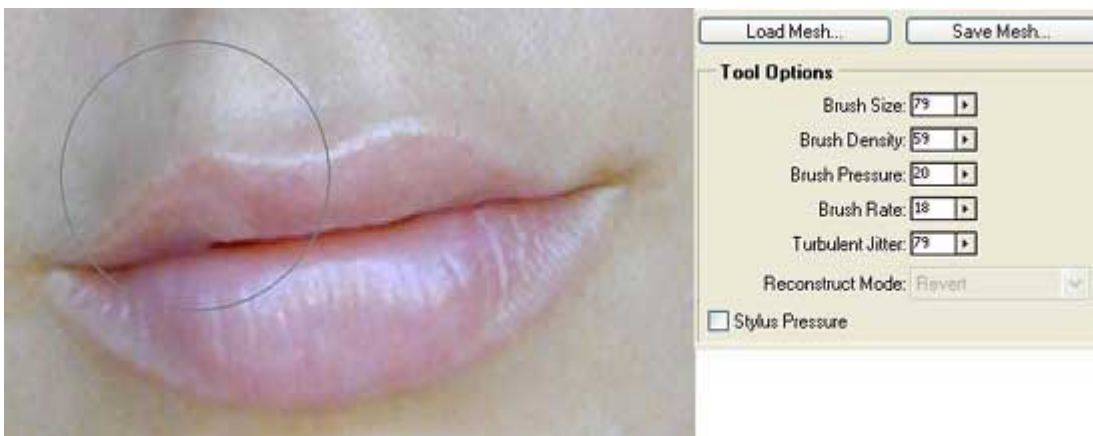 Load Mesh... Save Mesh...
Tool Options
Brush Size: 79
Brush Density: 59
Brush Pressure: 20
Brush Rate: 18
Turbulent Jitter: 79
Reconstruct Mode: Revert
Stylus Pressure